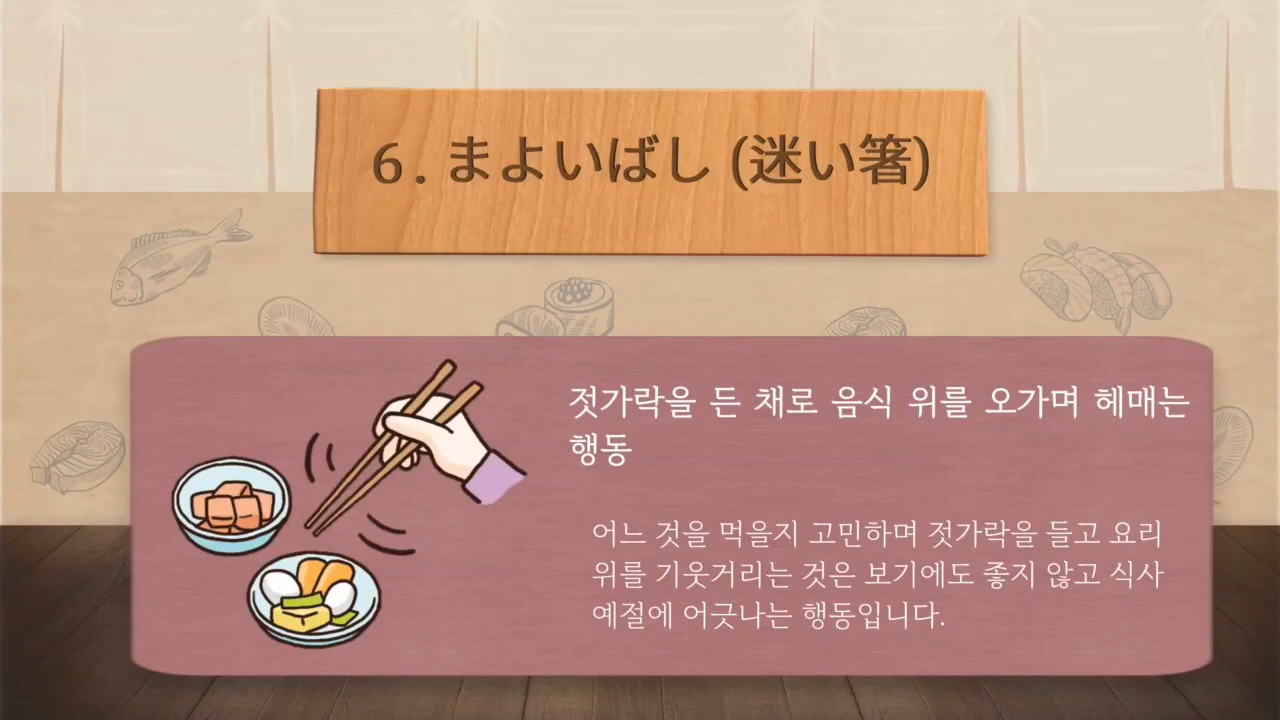 6. まよいばし (迷い箸)
젓가락을 든 채로 음식 위를 오가며 헤매는
행동
어느 것을 먹을지 고민하며 젓가락을 들고 요리
위를 기웃거리는 것은 보기에도 좋지 않고 식사
예절에 어긋나는 행동입니다.